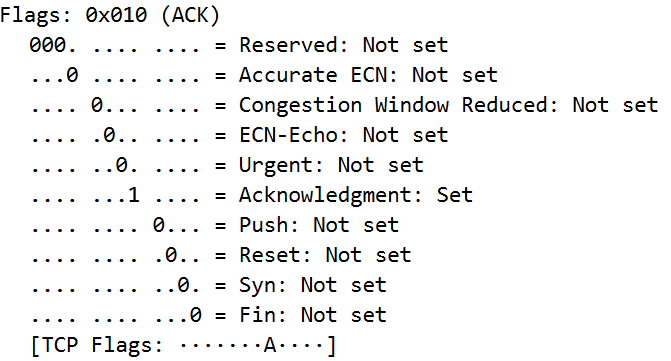 Flags: 0x010 (ACK)
000. .... .... = Reserved: Not set
...0 .... .... = Accurate ECN: Not set
.... 0... .... = Congestion Window Reduced: Not set
.... .0.. .... = ECN-Echo: Not set
.... ..0. .... = Urgent: Not set
.... ...1 .... = Acknowledgment: Set
.... .... 0... = Push: Not set
.... .... .0.. = Reset: Not set
.... .... ..0. = Syn: Not set
.... .... ...0 = Fin: Not set
[TCP Flags: ·······A····]